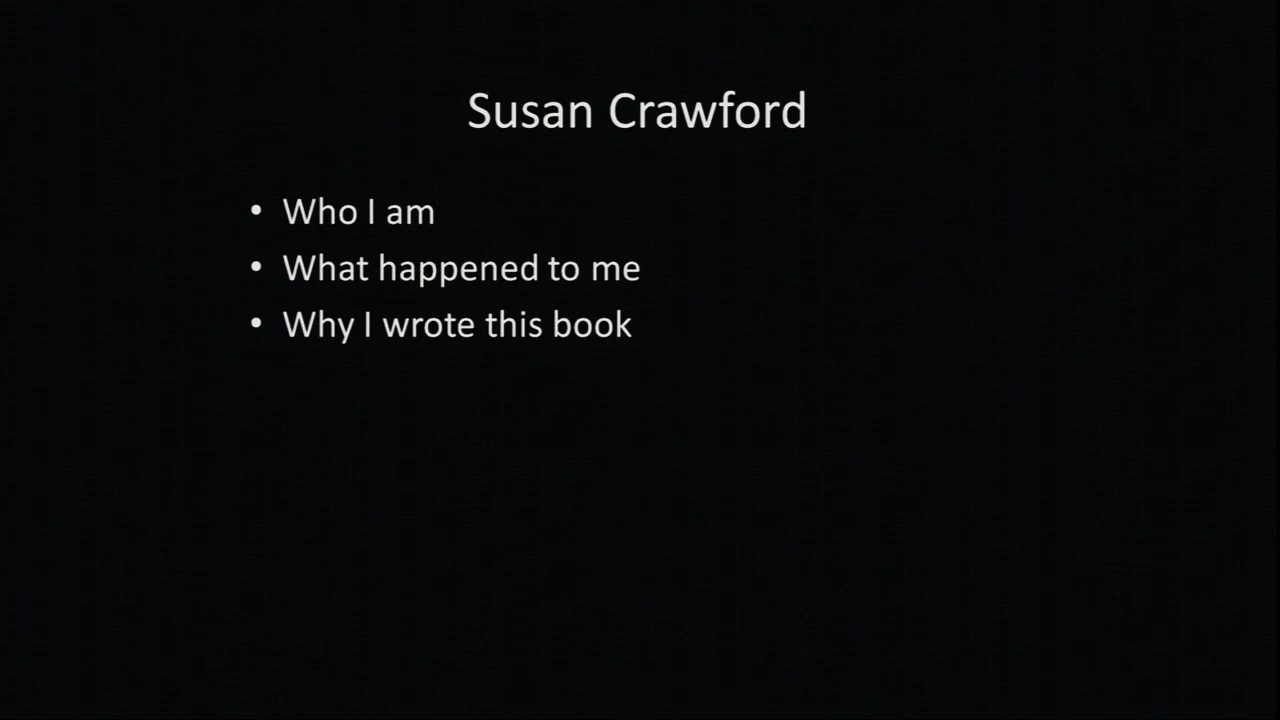 Susan Crawford
• Who I am
• What happened to me
• Why I wrote this book